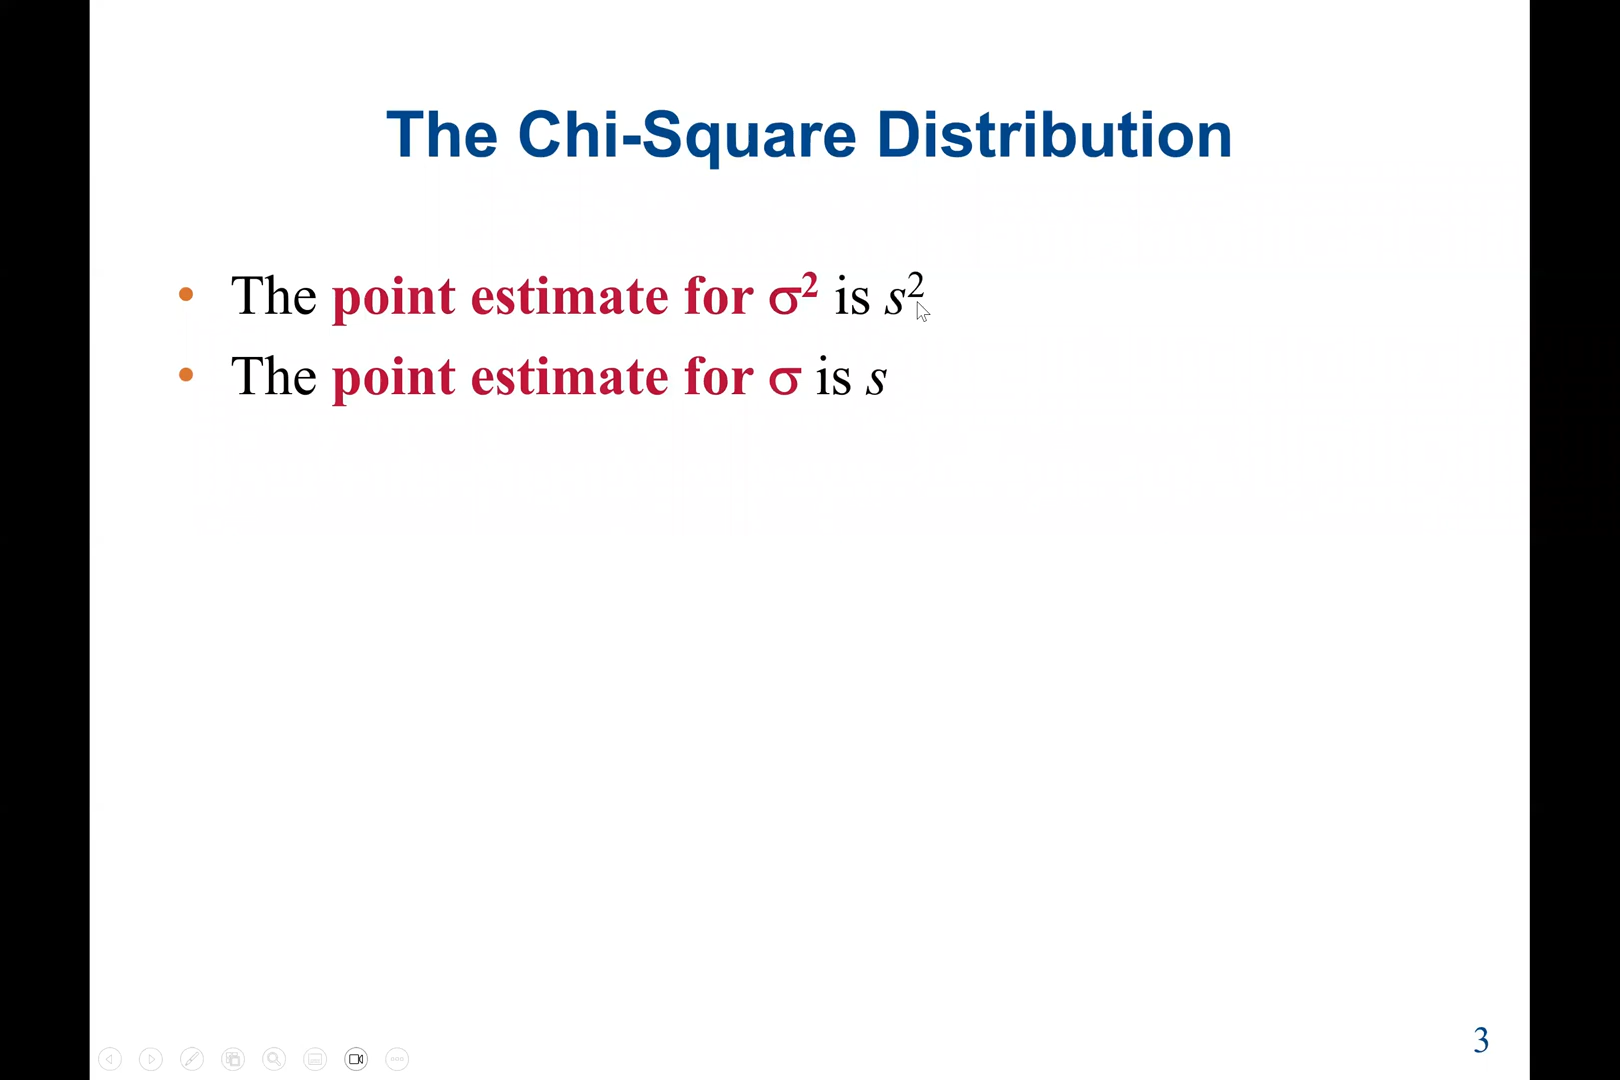 The Chi-Square Distribution
• The point estimate for σ² is s²
• The point estimate for σ is s
3